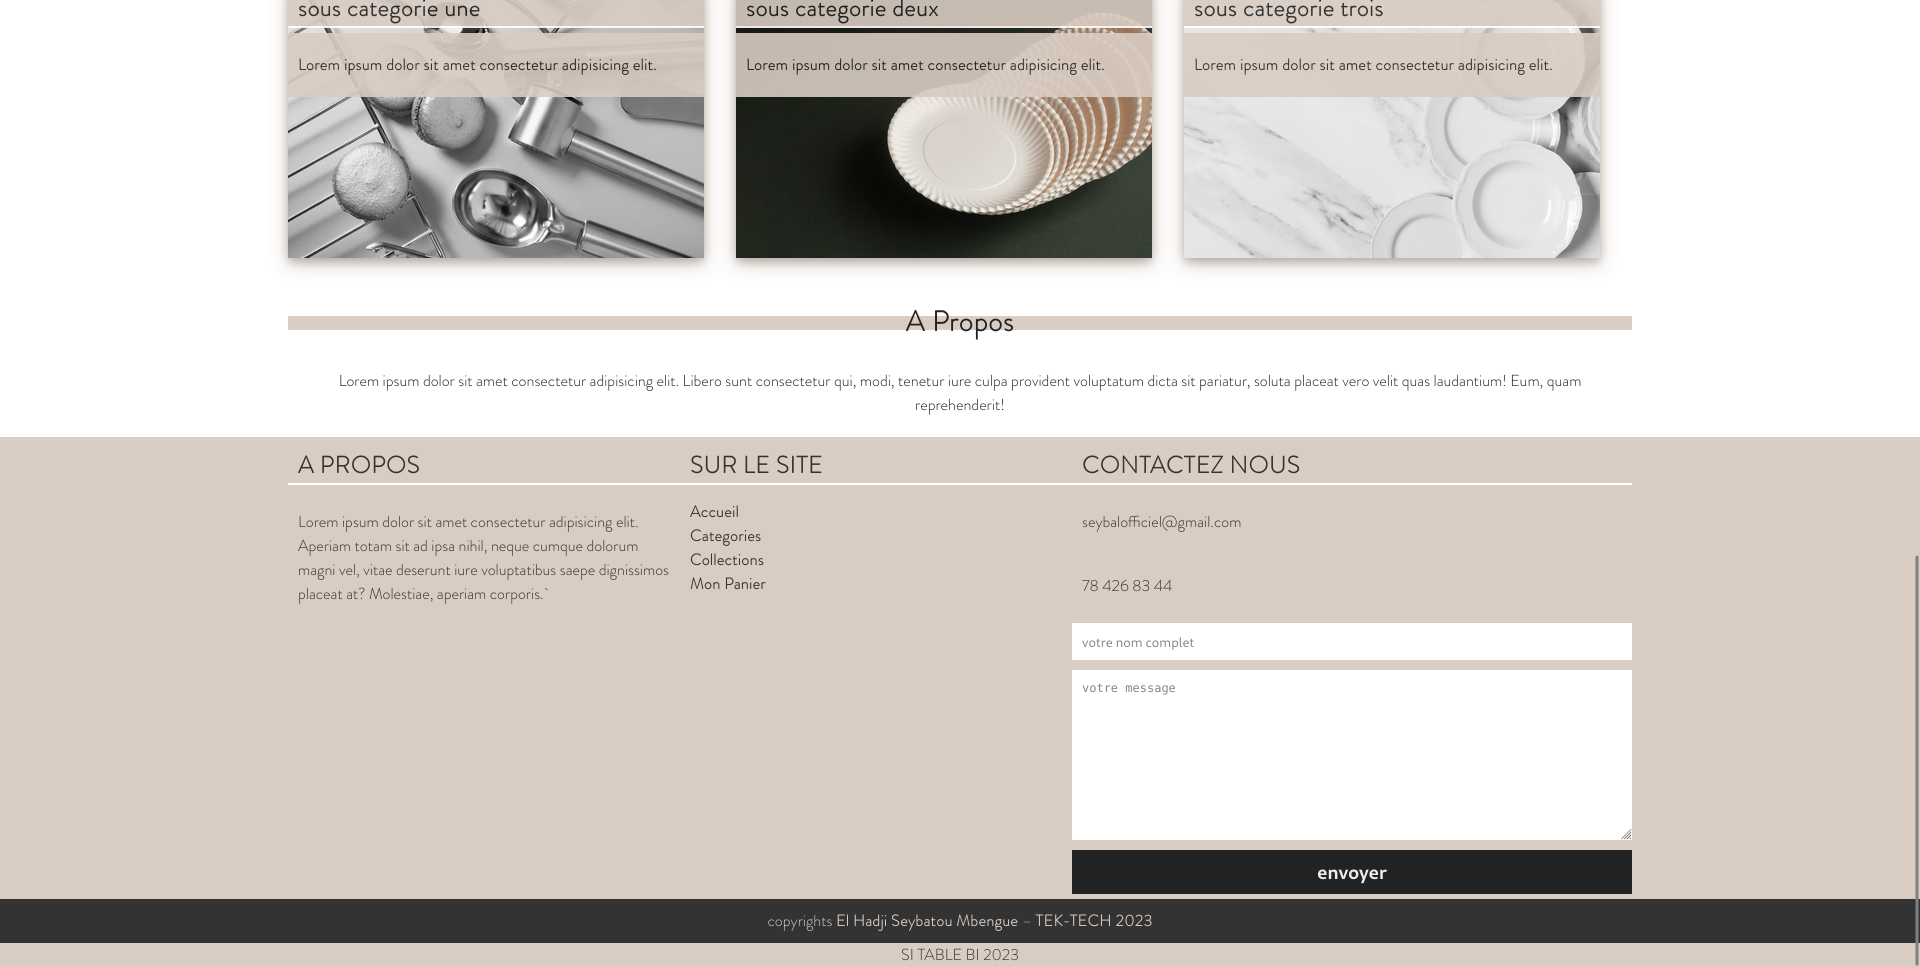 sous categorie une
sous categorie deux
sous categorie trois
Lorem ipsum dolor sit amet consectetur adipisicing elit.
Lorem ipsum dolor sit amet consectetur adipisicing elit.
Lorem ipsum dolor sit amet consectetur adipisicing elit.
A Propos
Lorem ipsum dolor sit amet consectetur adipisicing elit. Libero sunt consectetur qui, modi, tenetur iure culpa provident voluptatum dicta sit pariatur, soluta placeat vero velit quas laudantium! Eum, quam
reprehenderit!
A PROPOS
Lorem ipsum dolor sit amet consectetur adipisicing elit.
Aperiam totam sit ad ipsa nihil, neque cumque dolorum
magni vel, vitae deserunt iure voluptatibus saepe dignissimos
placeat at? Molestiae, aperiam corporis.`
SUR LE SITE
Accueil
Categories
Collections
Mon Panier
CONTACTEZ NOUS
seybalofficiel@gmail.com
78 426 83 44
votre nom complet
votre message
envoyer
copyrights El Hadji Seybatou Mbengue – TEK-TECH 2023
SI TABLE BI 2023